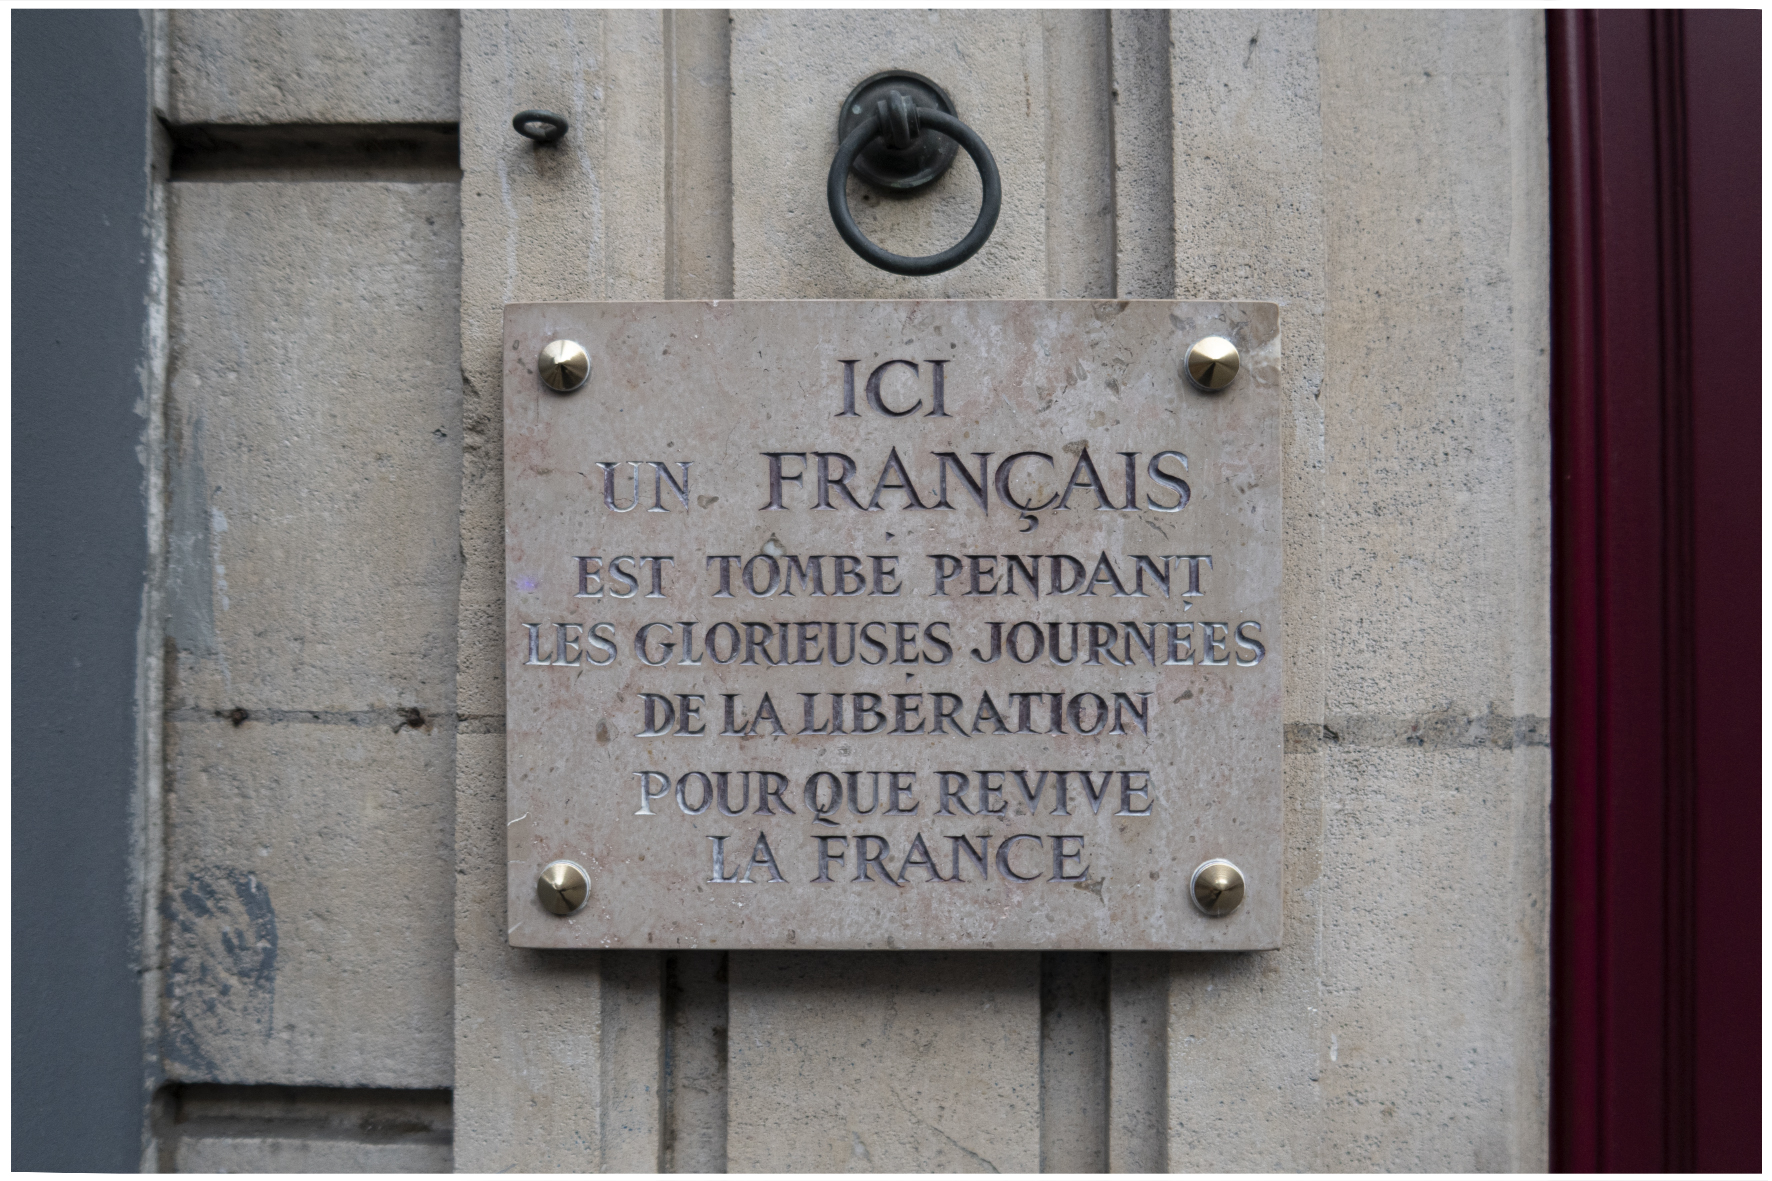 ICI
UN FRANÇAIS
EST TOMBÉ PENDANT
LES GLORIEUSES JOURNÉES
DE LA LIBÉRATION
POUR QUE REVIVE
LA FRANCE